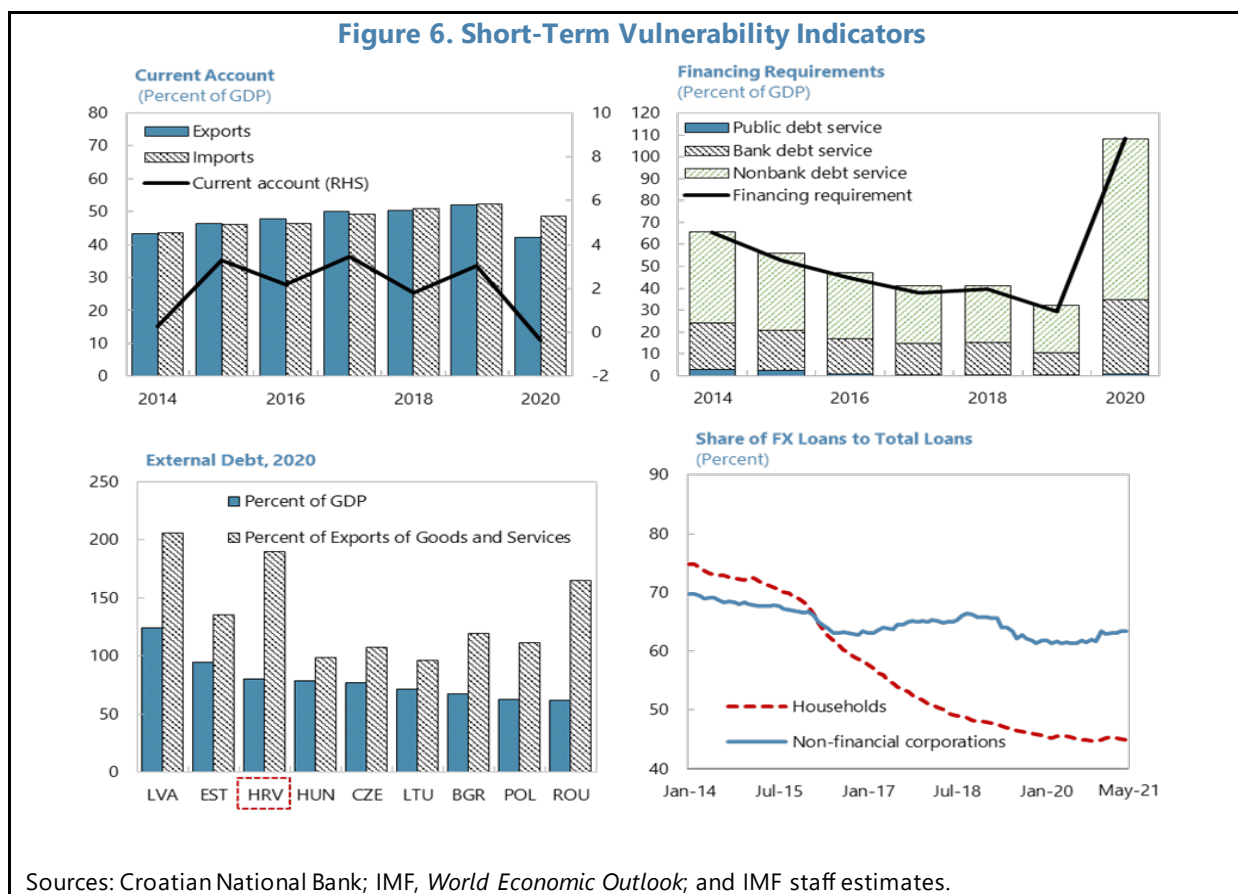 Figure 6. Short-Term Vulnerability Indicators
Current Account
(Percent of GDP)
80
70
60
50
40
30
20
10
0
10
8
6
4
2
0
-2
Exports
Imports
Current account (RHS)
2014
2016
2018
2020
Financing Requirements
(Percent of GDP)
120
110
100
90
80
70
60
50
40
30
20
10
0
Public debt service
Bank debt service
Nonbank debt service
Financing requirement
2014
2016
2018
2020
External Debt, 2020
250
200
150
100
50
0
Percent of GDP
Percent of Exports of Goods and Services
LVA EST HRV HUN CZE LTU BGR POL ROU
Share of FX Loans to Total Loans
(Percent)
90
80
70
60
50
40
Households
Non-financial corporations
Jan-14 Jul-15 Jan-17 Jul-18 Jan-20 May-21
Sources: Croatian National Bank; IMF, World Economic Outlook; and IMF staff estimates.